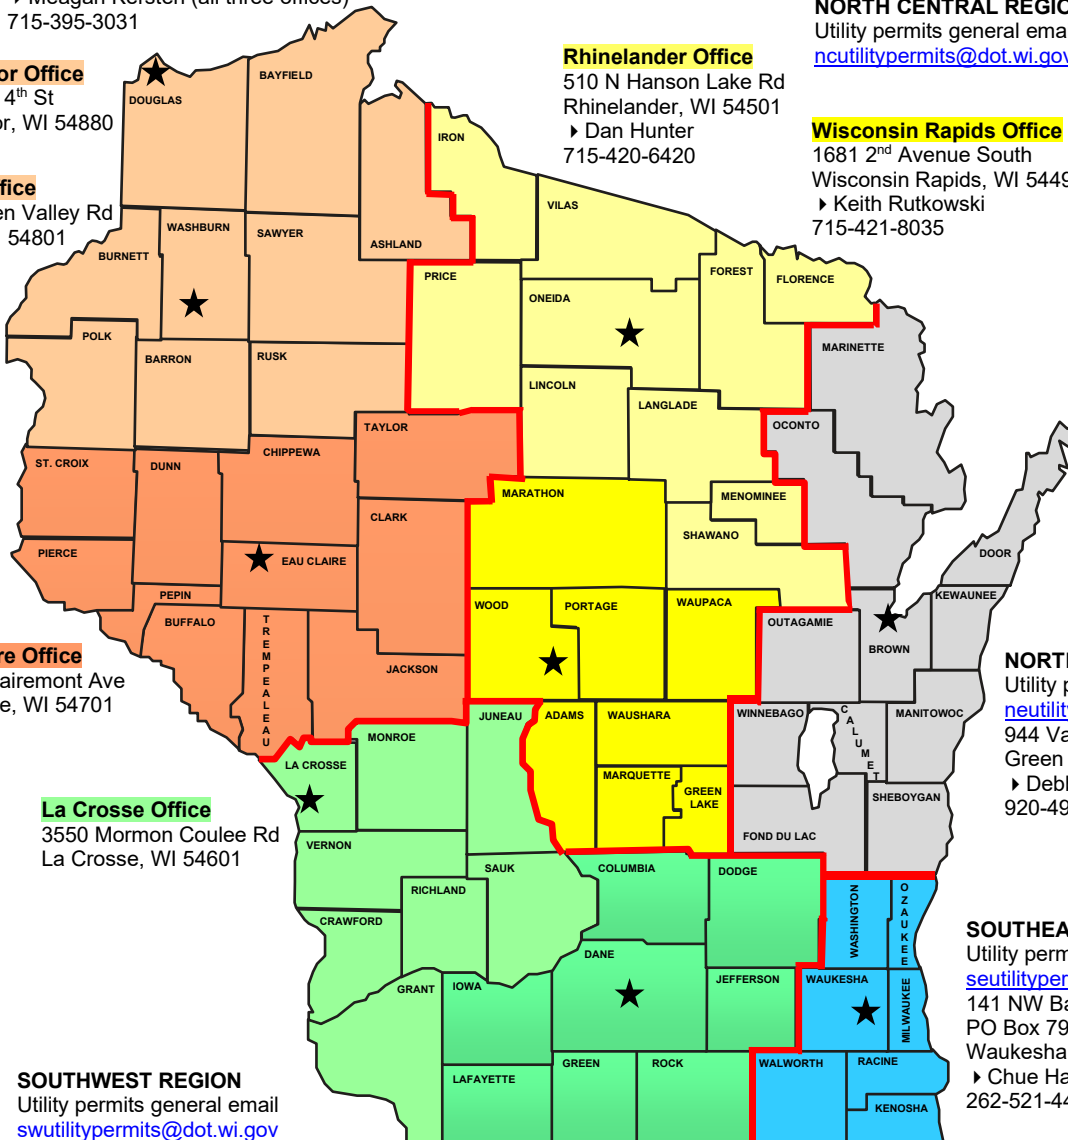 Meagan Kersten (all three offices)
715-395-3031
or Office
4th St
or, WI 54880
en Valley Rd
54801
Rhinelander Office
510 N Hanson Lake Rd
Rhinelander, WI 54501
Dan Hunter
715-420-6420
NORTH CENTRAL REGIO
Utility permits general emai
ncutilitypermits@dot.wi.gov
Wisconsin Rapids Office
1681 2nd Avenue South
Wisconsin Rapids, WI 5449
Keith Rutkowski
715-421-8035
DOUGLAS
BAYFIELD
IRON
VILAS
WASHBURN
SAWYER
ASHLAND
BURNETT
PRICE
FOREST
FLORENCE
ONEIDA
POLK
MARINETTE
BARRON
RUSK
LINCOLN
LANGLADE
TAYLOR
OCONTO
ST. CROIX
DUNN
CHIPPEWA
MARATHON
MENOMINEE
CLARK
SHAWANO
PIERCE
EAU CLAIRE
DOOR
PEPIN
WOOD
PORTAGE
WAUPACA
KEWAUNEE
BUFFALO
TREMPEALEAU
OUTAGAMIE
BROWN
JACKSON
re Office
airemont Ave
e, WI 54701
JUNEAU
ADAMS
WAUSHARA
WINNEBAGO
CALUMET
MANITOWOC
MONROE
LA CROSSE
MARQUETTE
GREEN
LAKE
SHEBOYGAN
FOND DU LAC
NORTH
Utility p
neutility
944 Va
Green
Debb
920-49
La Crosse Office
3550 Mormon Coulee Rd
La Crosse, WI 54601
VERNON
SAUK
COLUMBIA
DODGE
RICHLAND
WASHINGTON
OZAUKEE
CRAWFORD
DANE
GRANT
IOWA
JEFFERSON
WAUKESHA
MILWAUKEE
GREEN
ROCK
WALWORTH
RACINE
LAFAYETTE
KENOSHA
SOUTHEA
Utility perm
seutilityper
141 NW Ba
PO Box 79
Waukesha
Chue Ha
262-521-44
SOUTHWEST REGION
Utility permits general email
swutilitypermits@dot.wi.gov